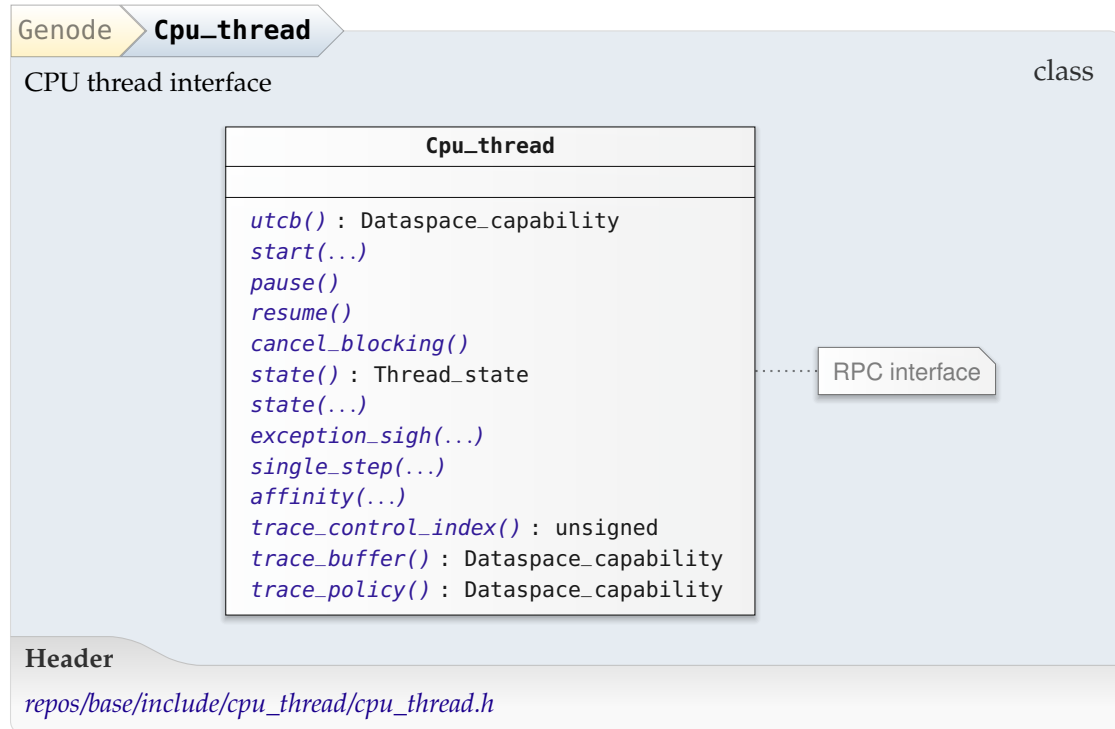 Genode Cpu_thread
CPU thread interface
class
Cpu_thread
utcb() : Dataspace_capability
start(...)
pause()
resume()
cancel_blocking()
state() : Thread_state
state(...)
exception_sigh(...)
single_step(...)
affinity(...)
trace_control_index() : unsigned
trace_buffer() : Dataspace_capability
trace_policy() : Dataspace_capability
RPC interface
Header
repos/base/include/cpu_thread/cpu_thread.h